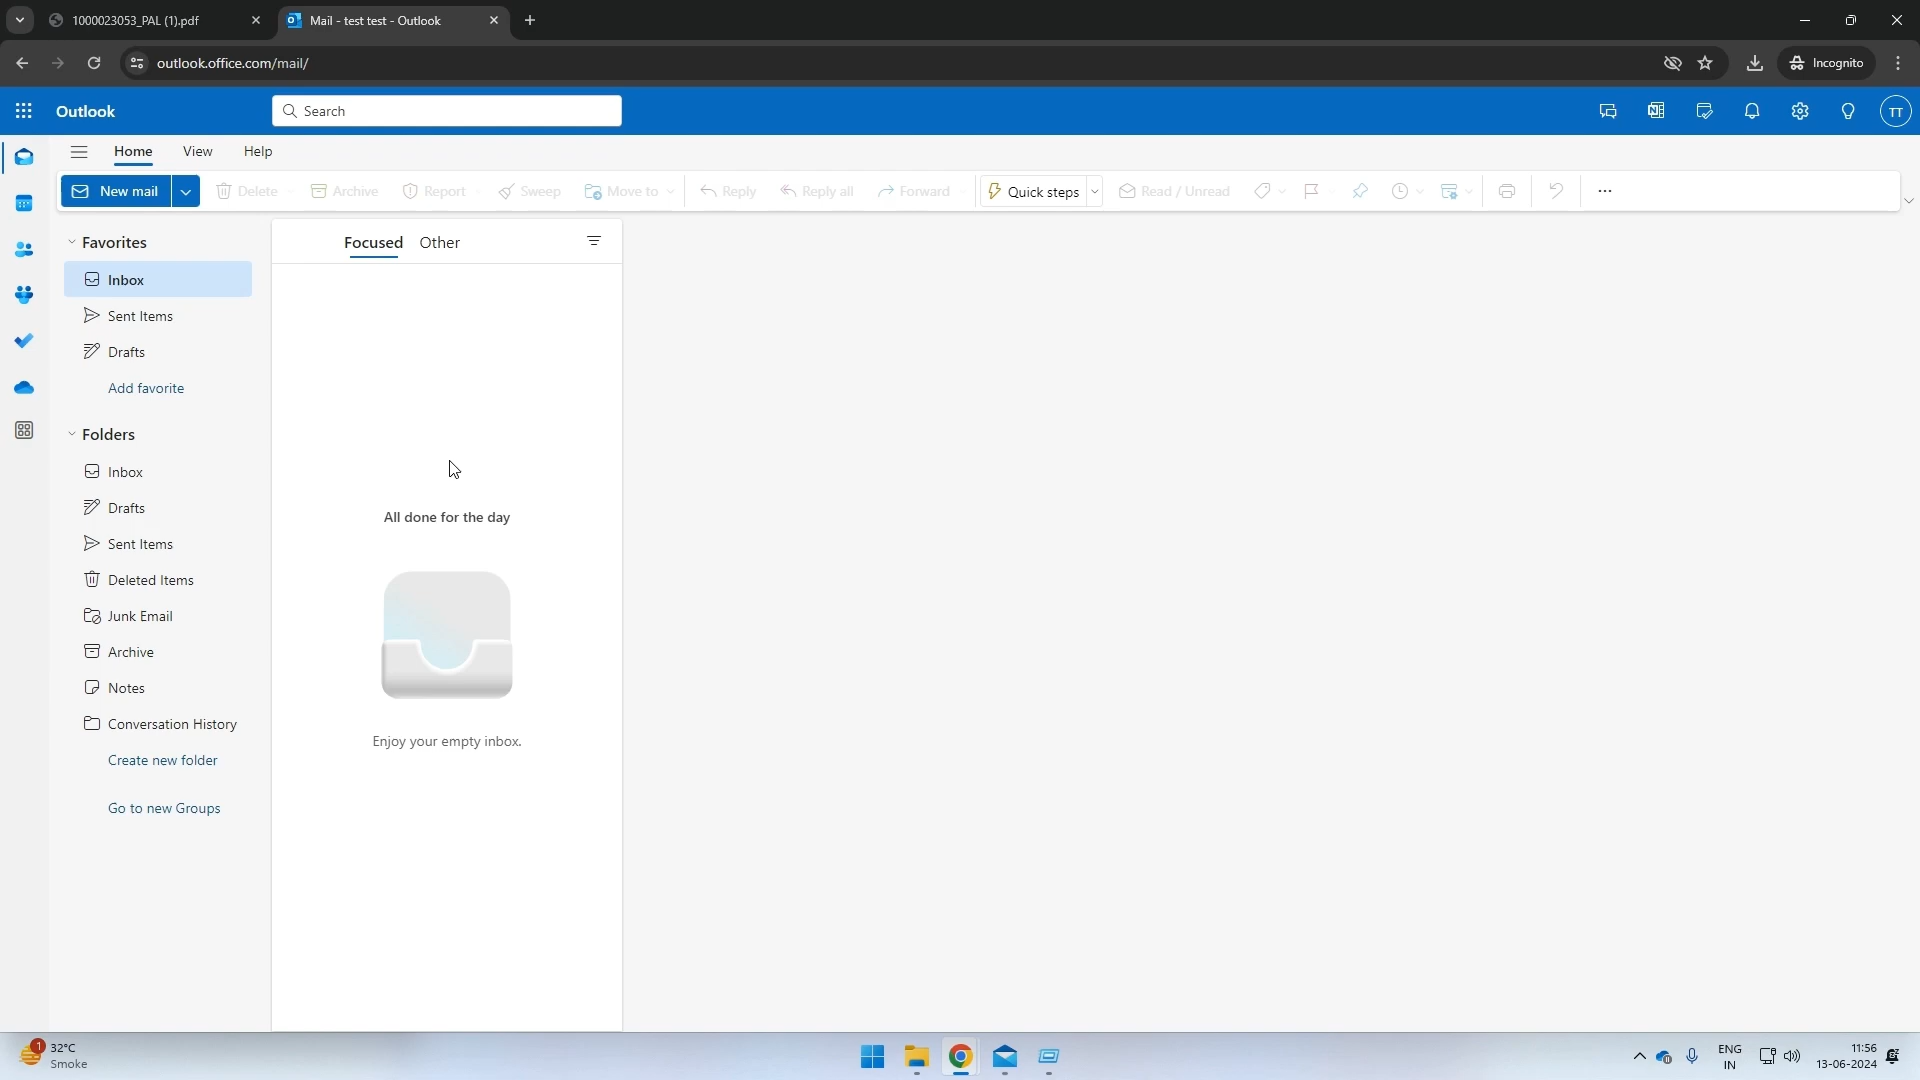 1000023053_PAL (1).pdf
Mail - test test - Outlook
outlook.office.com/mail/
Incognito
Outlook
Search
TT
Home View Help
New mail Delete Archive Report Sweep Move to Reply Reply all Forward Quick steps Read / Unread
Favorites
Inbox
Sent Items
Drafts
Add favorite
Folders
Inbox
Drafts
Sent Items
Deleted Items
Junk Email
Archive
Notes
Conversation History
Create new folder
Go to new Groups
Focused Other
All done for the day
Enjoy your empty inbox.
1
32°C
Smoke
ENG
IN
11:56
13-06-2024